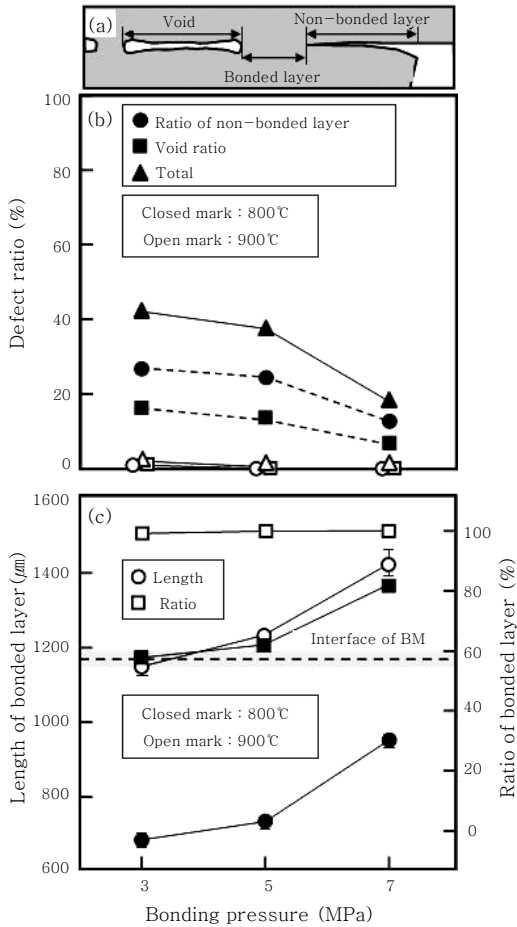 (a)
Void
Non-bonded layer
Bonded layer
100
80
60
40
20
0
Defect ratio (%)
(b)
Ratio of non-bonded layer
Void ratio
Total
Closed mark : 800℃
Open mark : 900℃
1600
1400
1200
1000
800
600
Length of bonded layer(㎛)
(c)
Length
Ratio
Interface of BM
Closed mark : 800℃
Open mark : 900℃
100
80
60
40
20
0
Ratio of bonded layer (%)
3 5 7
Bonding pressure (MPa)